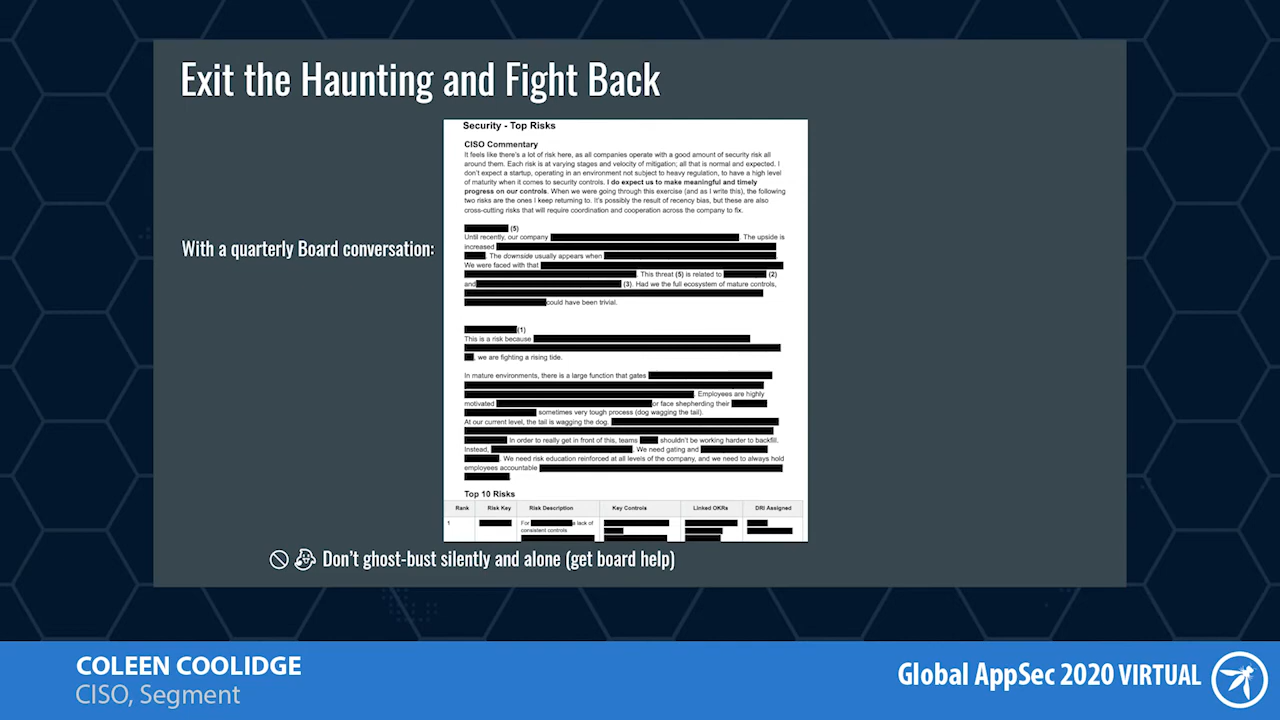 Exit the Haunting and Fight Back
Security - Top Risks
CISO Commentary
It feels like there's a lot of risk here, as all companies operate with a good amount of security risk all
around them. Each risk is at varying stages and velocity of mitigation; all that is normal and expected. I
don't expect a startup, operating in an environment not subject to heavy regulation, to have a high level
of maturity when it comes to security controls. I do expect us to make meaningful and timely
progress on our controls. When we were going through this exercise (and as I write this), the following
two risks are the ones I keep returning to. It's possibly the result of recency bias, but these are also
cross-cutting risks that will require coordination and cooperation across the company to fix.
(5)
Until recently, our company . The upside is
increased
. The downside usually appears when
With a quarterly Board conversation:
We were faced with that
. This threat (5) is related to (2)
and (3). Had we the full ecosystem of mature controls,
could have been trivial.
(1)
This is a risk because
, we are fighting a rising tide.
In mature environments, there is a large function that gates
. Employees are highly
motivated or face shepherding their
sometimes very tough process (dog wagging the tail).
At our current level, the tail is wagging the dog.
In order to really get in front of this, teams shouldn't be working harder to backfill.
Instead, . We need gating and
. We need risk education reinforced at all levels of the company, and we need to always hold
employees accountable
Top 10 Risks
Rank Risk Key Risk Description Key Controls Linked OKRs DRI Assigned
1 For a lack of
consistent controls
Don't ghost-bust silently and alone (get board help)
COLEEN COOLIDGE
CISO, Segment
Global AppSec 2020 VIRTUAL